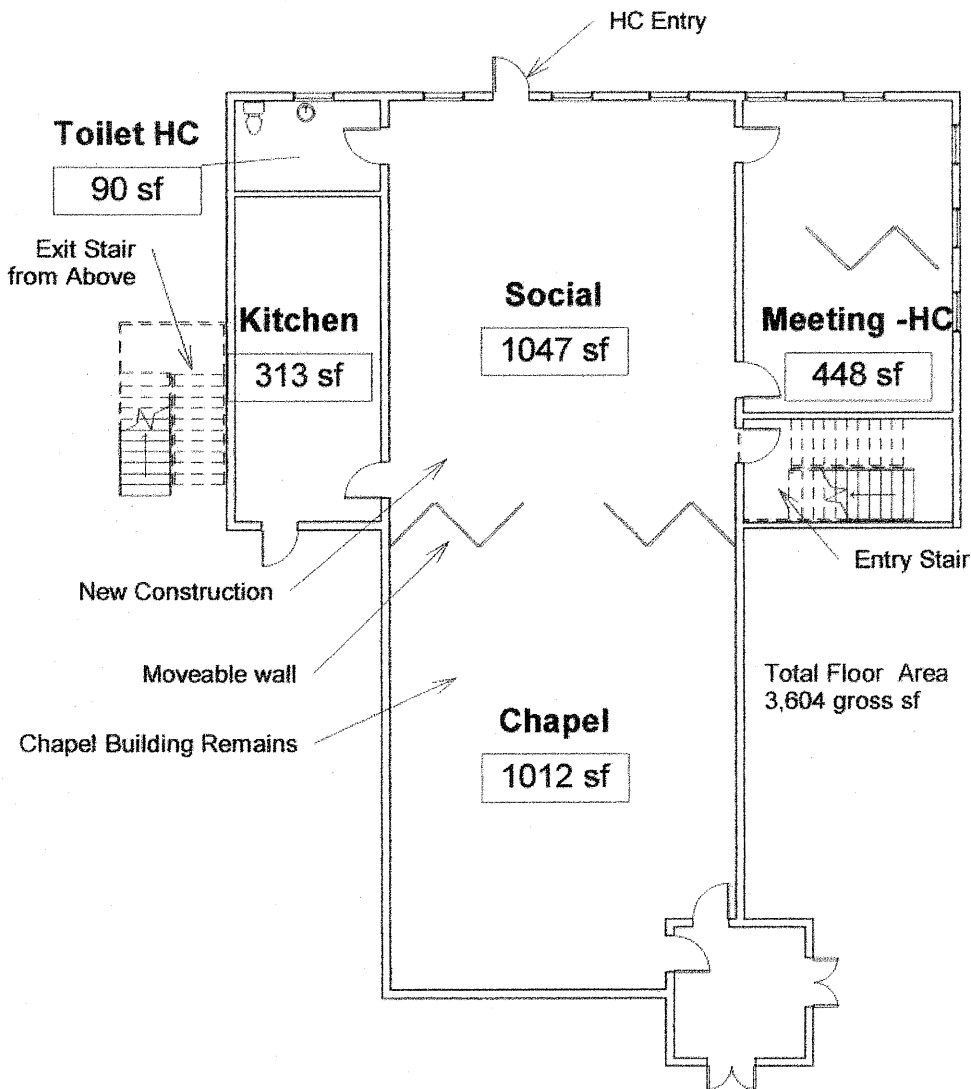 HC Entry
Toilet HC
90 sf
Exit Stair
from Above
Kitchen
313 sf
Social
1047 sf
Meeting -HC
448 sf
Entry Stair
New Construction
Moveable wall
Total Floor Area
3,604 gross sf
Chapel Building Remains
Chapel
1012 sf